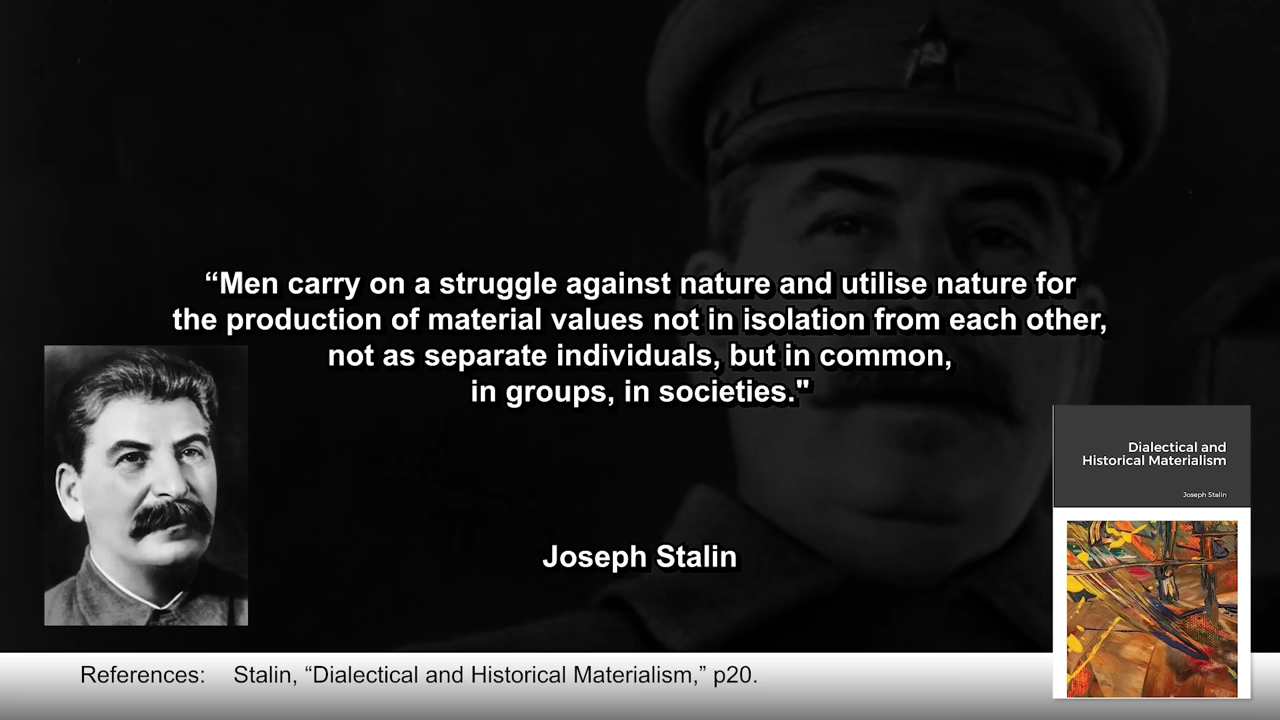 “Men carry on a struggle against nature and utilise nature for
the production of material values not in isolation from each other,
not as separate individuals, but in common,
in groups, in societies."
Dialectical and
Historical Materialism
Joseph Stalin
Joseph Stalin
References: Stalin, “Dialectical and Historical Materialism,” p20.